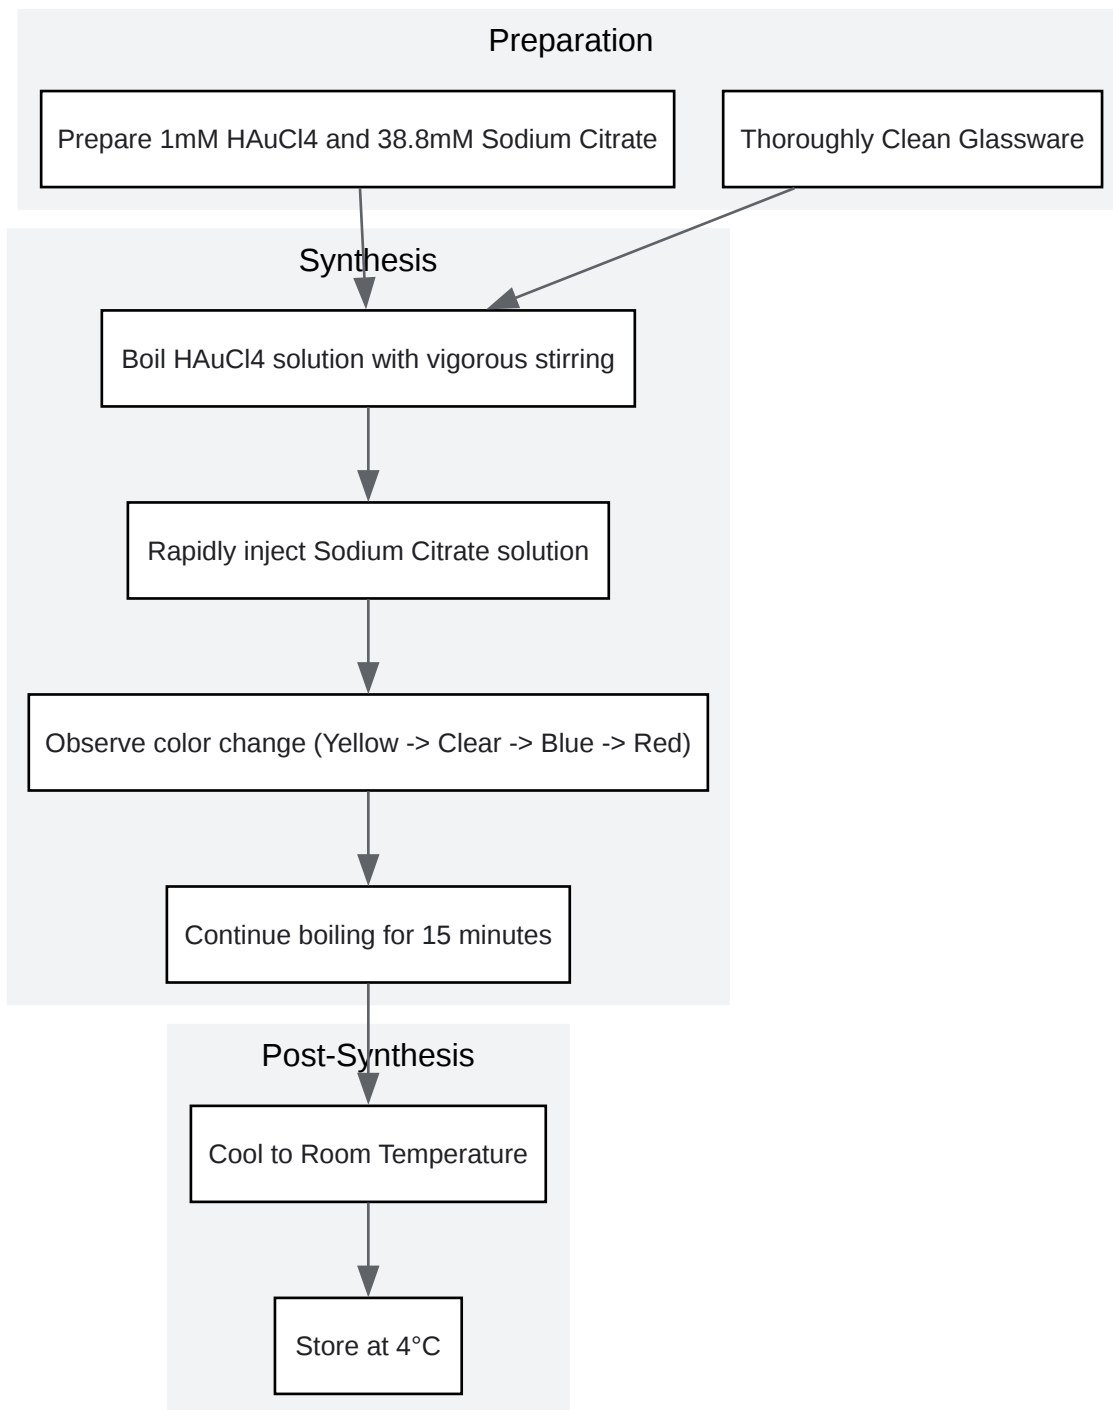 Preparation
Prepare 1mM HAuCl4 and 38.8mM Sodium Citrate
Thoroughly Clean Glassware
Synthesis
Boil HAuCl4 solution with vigorous stirring
Rapidly inject Sodium Citrate solution
Observe color change (Yellow -> Clear -> Blue -> Red)
Continue boiling for 15 minutes
Post-Synthesis
Cool to Room Temperature
Store at 4°C